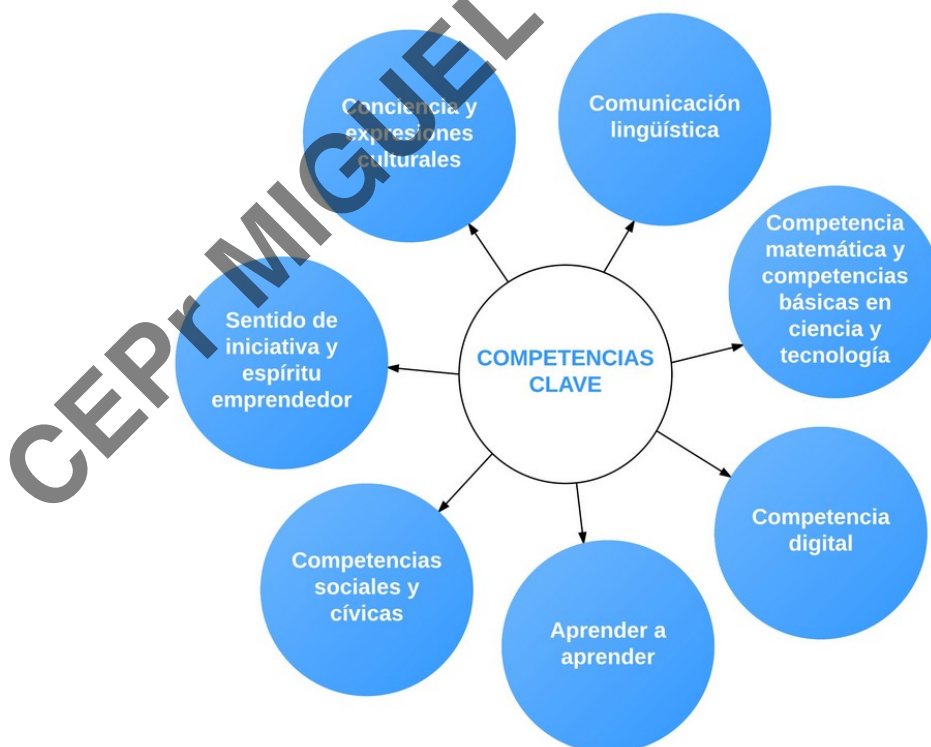 Conciencia y
expresiones
culturales
Comunicación
lingüística
Competencia
matemática y
competencias
básicas en
ciencia y
tecnología
Sentido de
iniciativa y
espíritu
emprendedor
COMPETENCIAS
CLAVE
Competencia
digital
Competencias
sociales y
cívicas
Aprender a
aprender
CEPr MIGUEL